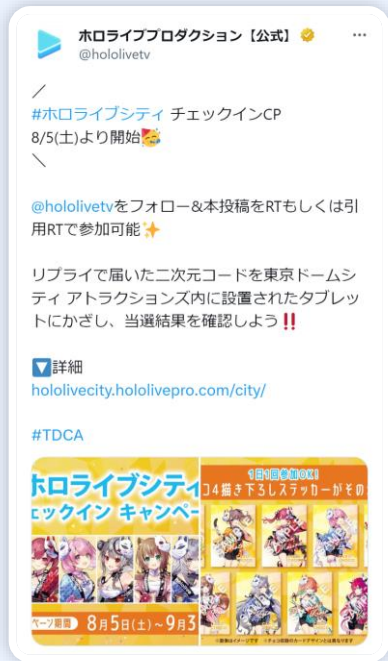 ホロライブプロダクション【公式】
@hololivetv
／
#ホロライブシティ チェックインCP
8/5(土)より開始🥳
＼
@hololivetvをフォロー&本投稿をRTもしくは引
用RTで参加可能✨
リプライで届いた二次元コードを東京ドームシ
ティ アトラクションズ内に設置されたタブレッ
トにかざし、当選結果を確認しよう‼️
🔽詳細
hololivecity.hololivepro.com/city/
#TDCA
ホロライブシティ
ェックイン キャンペー
ペーン期間 8月5日(土)～9月3
1日1回参加OK!
コ4描き下ろしステッカーがその